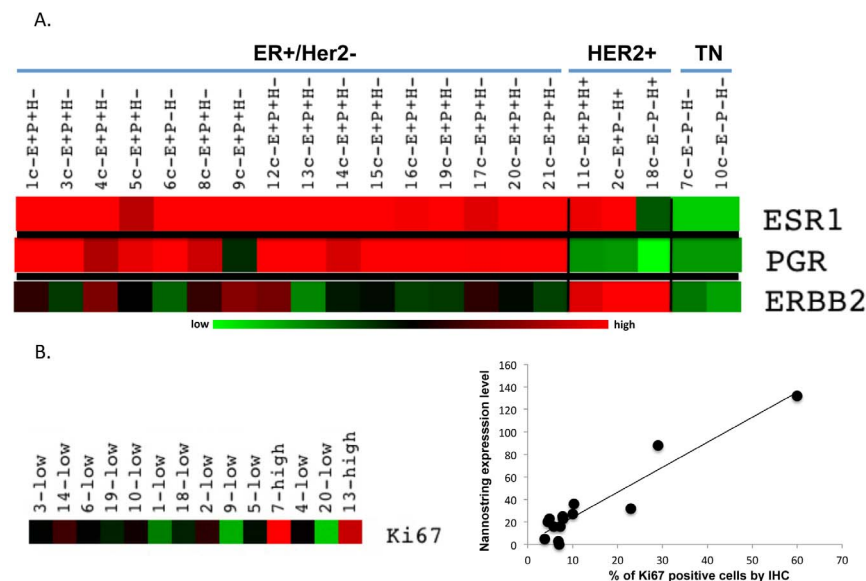 A.
ER+/Her2- HER2+ TN
1c-E+P+H-
3c-E+P+H-
4c-E+P+H-
5c-E+P+H-
6c-E+P-H-
8c-E+P+H-
9c-E+P+H-
12c-E+P+H-
13c-E+P+H-
14c-E+P+H-
15c-E+P+H-
16c-E+P+H-
19c-E+P+H-
17c-E+P+H-
20c-E+P+H-
21c-E+P+H-
11c-E+P+H+
2c-E+P-H+
18c-E-P-H+
7c-E-P-H-
10c-E-P-H-
ESR1
PGR
ERBB2
low high
B.
3-low
14-low
6-low
19-low
10-low
1-low
18-low
2-low
9-low
5-low
7-high
4-low
20-low
13-high
Ki67
Nannostring expresssion level
160
140
120
100
80
60
40
20
0
0 10 20 30 40 50 60 70
% of Ki67 positive cells by IHC